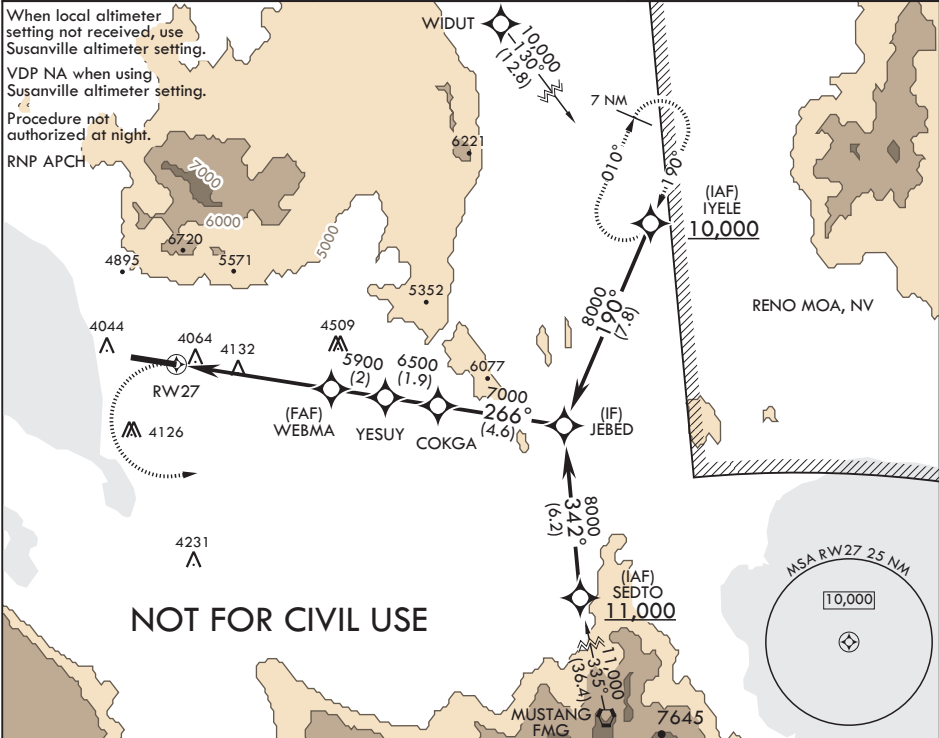 When local altimeter
setting not received, use
Susanville altimeter setting.
VDP NA when using
Susanville altimeter setting.
Procedure not
authorized at night.
RNP APCH
WIDUT
10,000
130°
(12.8)
7 NM
010°
190°
(IAF)
IYELE
10,000
6221
7000
6000
5000
6720
4895
5571
5352
8000
190°
(7.8)
RENO MOA, NV
4044
4064
4132
4509
RW27
5900
(2)
6500
(1.9)
6077
7000
266°
(4.6)
(FAF)
WEBMA
YESUY
COKGA
(IF)
JEBED
4126
8000
342°
(6.2)
4231
NOT FOR CIVIL USE
(IAF)
SEDTO
11,000
MSA RW27 25 NM
10,000
11,000
335°
(36.4)
MUSTANG
FMG
7645